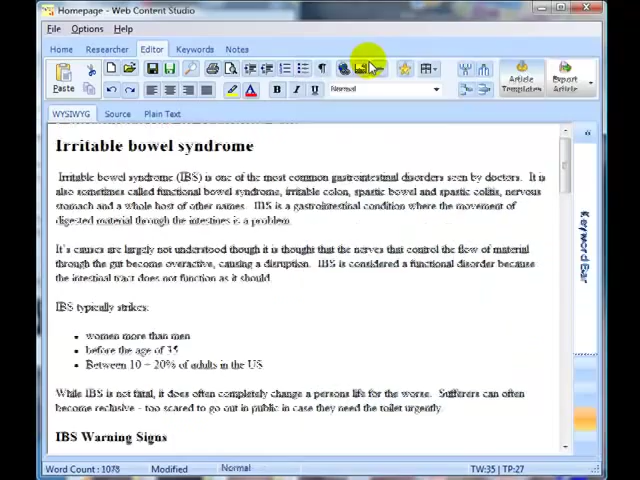 Homepage - Web Content Studio
File Options Help
Home Researcher Editor Keywords Notes
Paste
B I U Normal
Article Templates
Export Article
WYSIWYG Source Plain Text
Irritable bowel syndrome
Irritable bowel syndrome (IBS) is one of the most common gastrointestinal disorders seen by doctors. It is
also sometimes called functional bowel syndrome, irritable colon, spastic bowel and spastic colitis, nervous
stomach and a whole host of other names. IBS is a gastrointestinal condition where the movement of
digested material through the intestines is a problem.
It's causes are largely not understood though it is thought that the nerves that control the flow of material
through the gut become overactive, causing a disruption. IBS is considered a functional disorder because
the intestinal tract does not function as it should
IBS typically strikes:
women more than men
before the age of 35
Between 10 - 20% of adults in the US
While IBS is not fatal, it does often completely change a persons life for the worse. Sufferers can often
become reclusive - too scared to go out in public in case they need the toilet urgently.
IBS Warning Signs
Keyword Bar
Word Count : 1078 Modified Normal TW:35 | TP:27